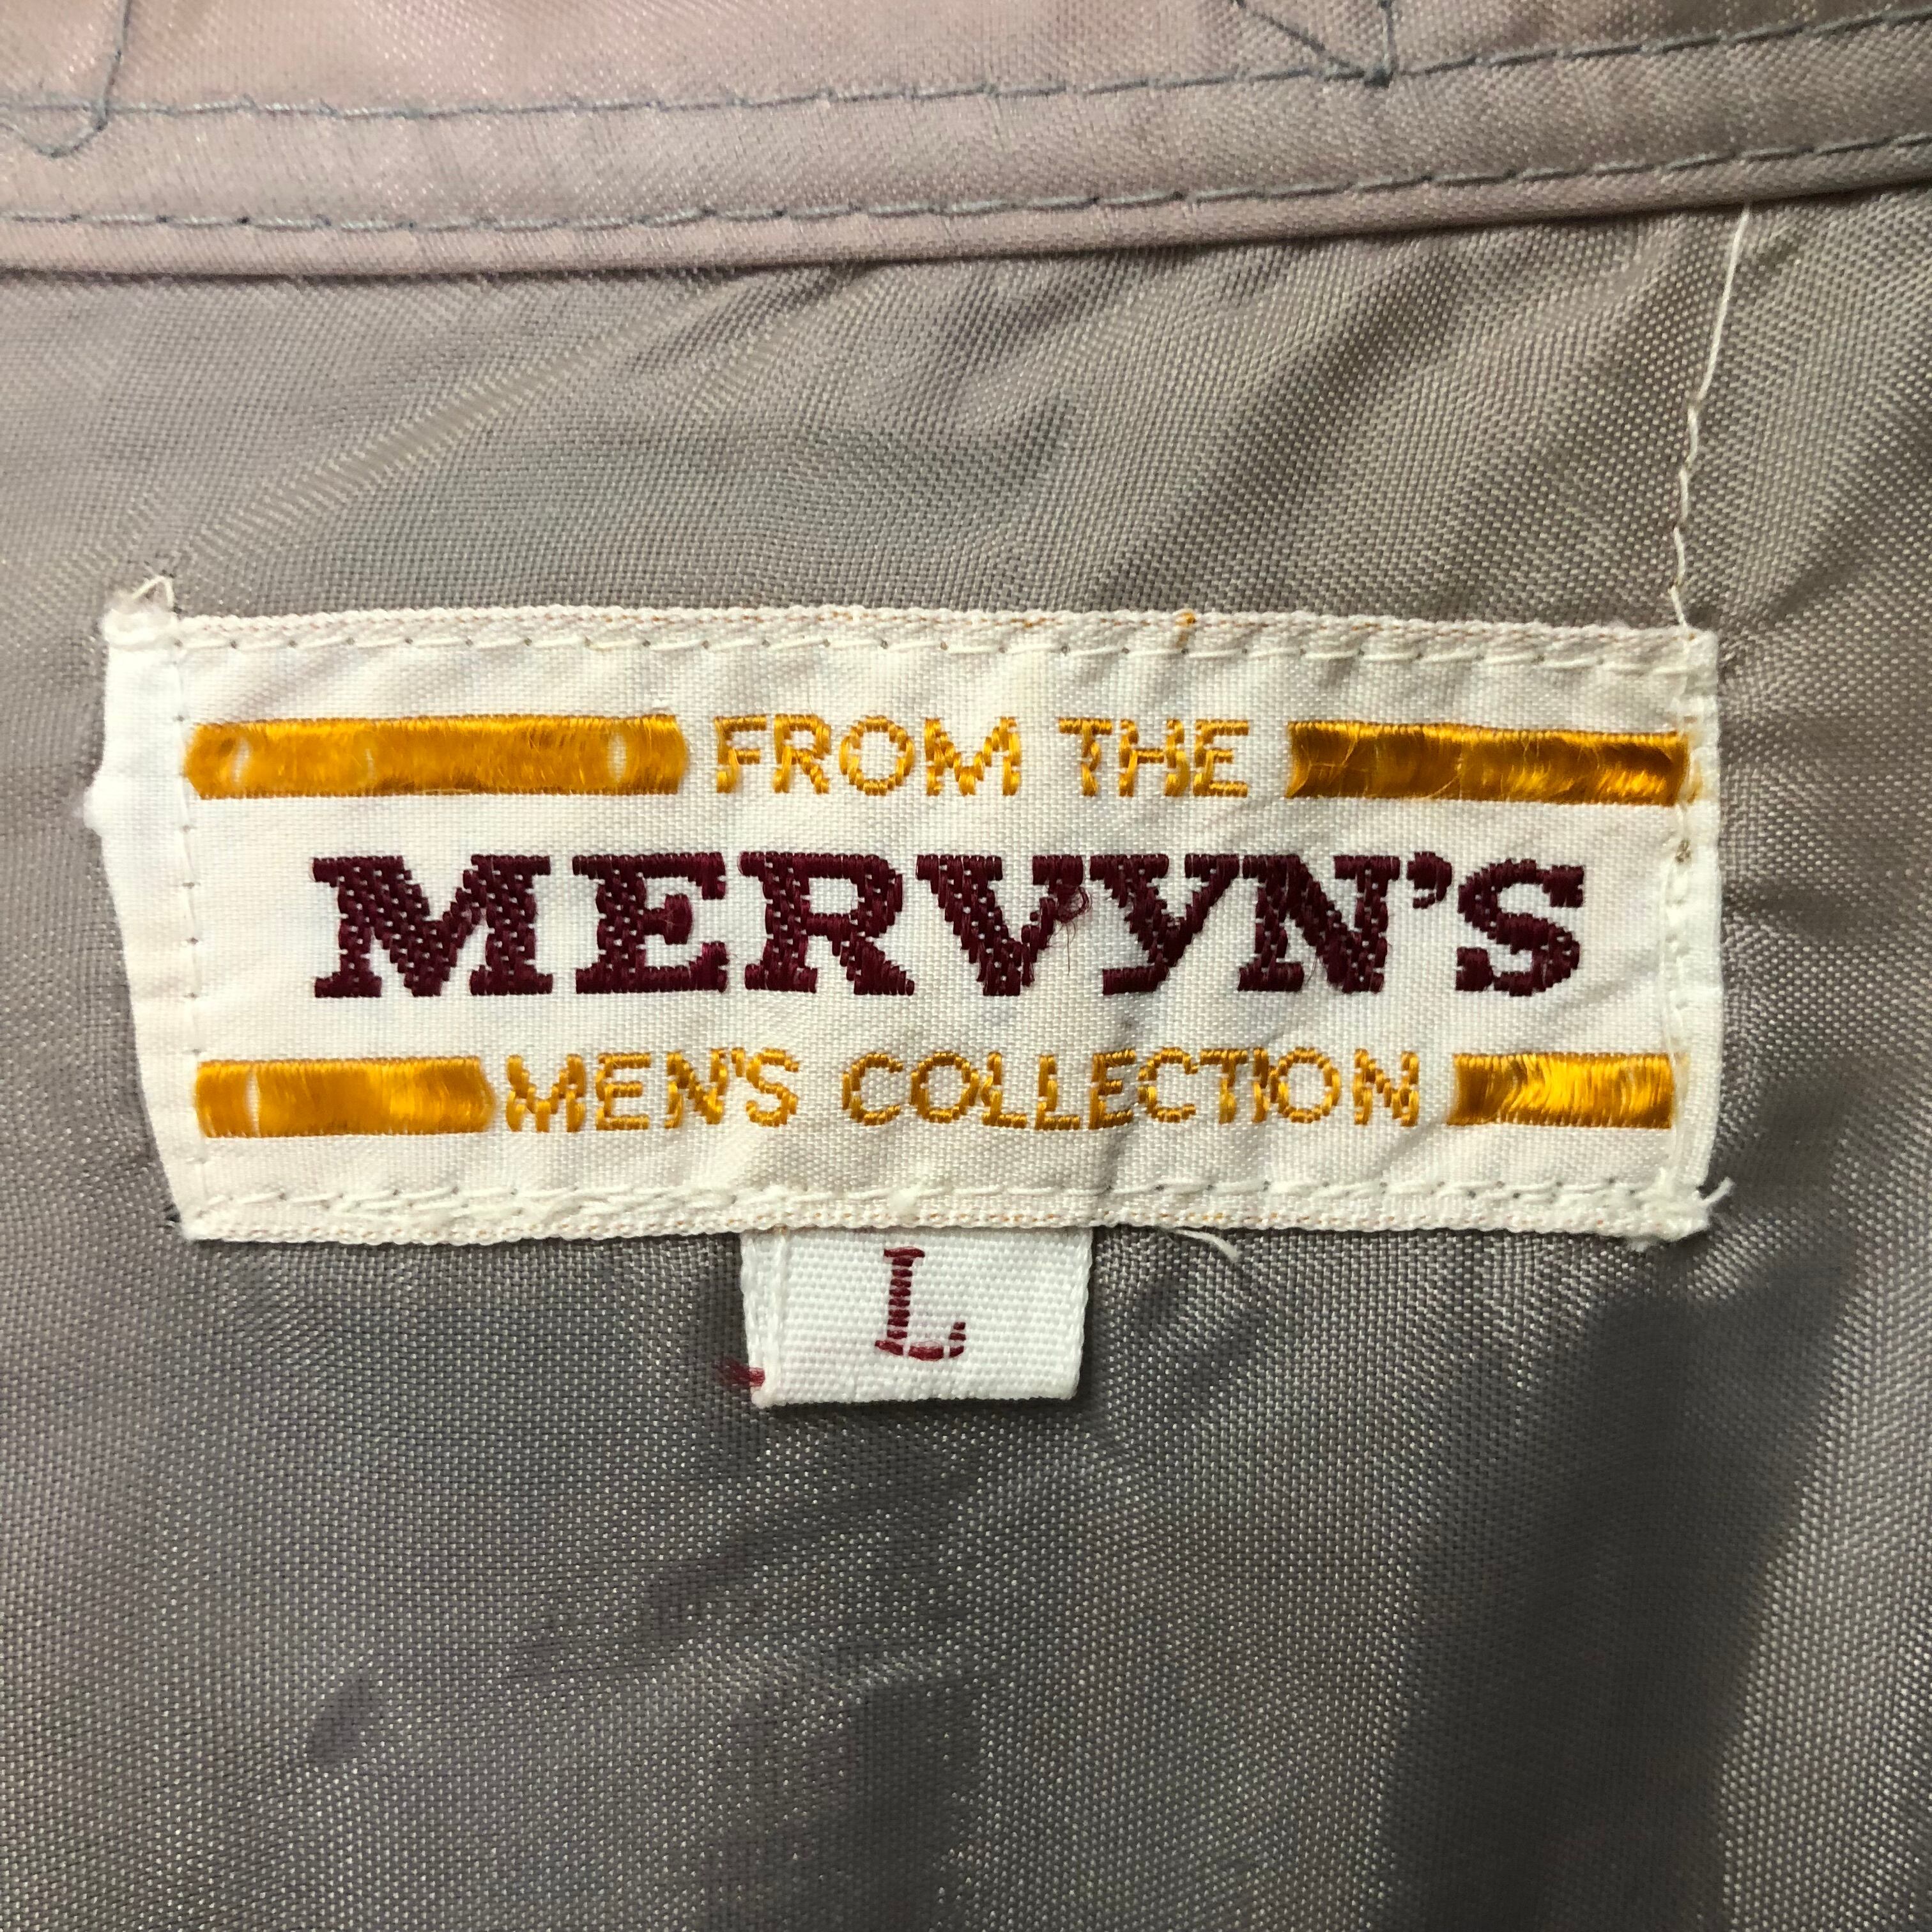 FROM THE
MERVYN'S
MEN'S COLLECTION
L